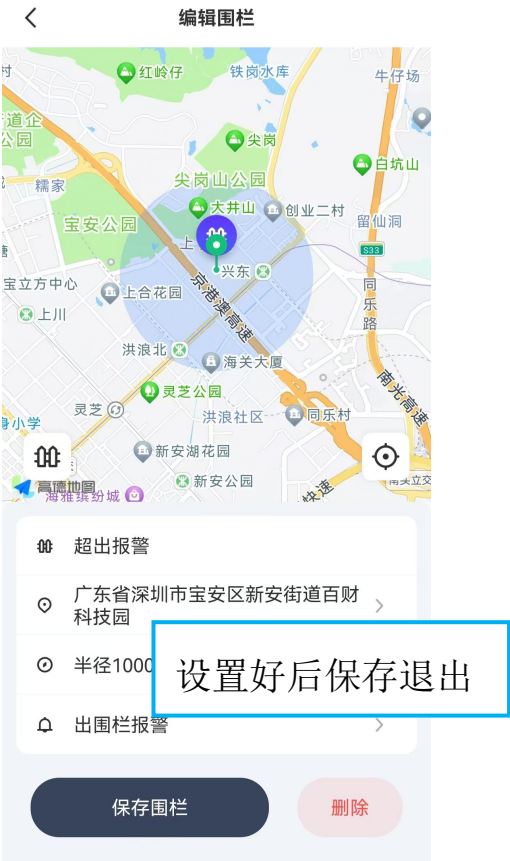 编辑围栏
村
红岭仔
铁岗水库
牛仔场
道企
公园
尖岗
白坑山
糯家
尖岗山公园
大井山
创业二村
宝安公园
留仙洞
上
S33
兴东
宝立方中心
上合花园
京港澳高速
同乐路
上川
洪浪北
海关大厦
南光高速
灵芝公园
灵芝
洪浪社区
同乐村
身小学
新安湖花园
新安公园
高德地图
海雅缤纷城
南头立交
超出报警
广东省深圳市宝安区新安街道百财
科技园
半径1000
设置好后保存退出
出围栏报警
保存围栏
删除